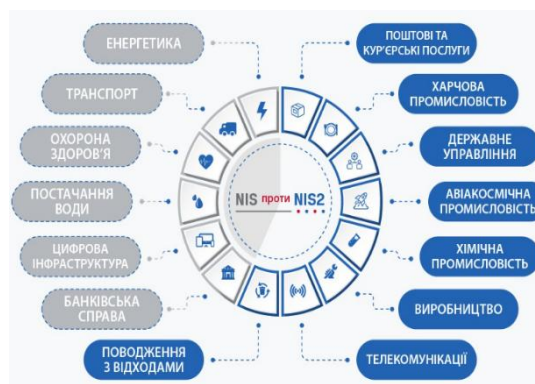 ЕНЕРГЕТИКА
ТРАНСПОРТ
ОХОРОНА
ЗДОРОВ'Я
ПОСТАЧАННЯ
ВОДИ
ЦИФРОВА
ІНФРАСТРУКТУРА
БАНКІВСЬКА
СПРАВА
ПОВОДЖЕННЯ
З ВІДХОДАМИ
NIS проти NIS2
ПОШТОВІ ТА
КУР'ЄРСЬКІ ПОСЛУГИ
ХАРЧОВА
ПРОМИСЛОВІСТЬ
ДЕРЖАВНЕ
УПРАВЛІННЯ
АВІАКОСМІЧНА
ПРОМИСЛОВІСТЬ
ХІМІЧНА
ПРОМИСЛОВІСТЬ
ВИРОБНИЦТВО
ТЕЛЕКОМУНІКАЦІЇ